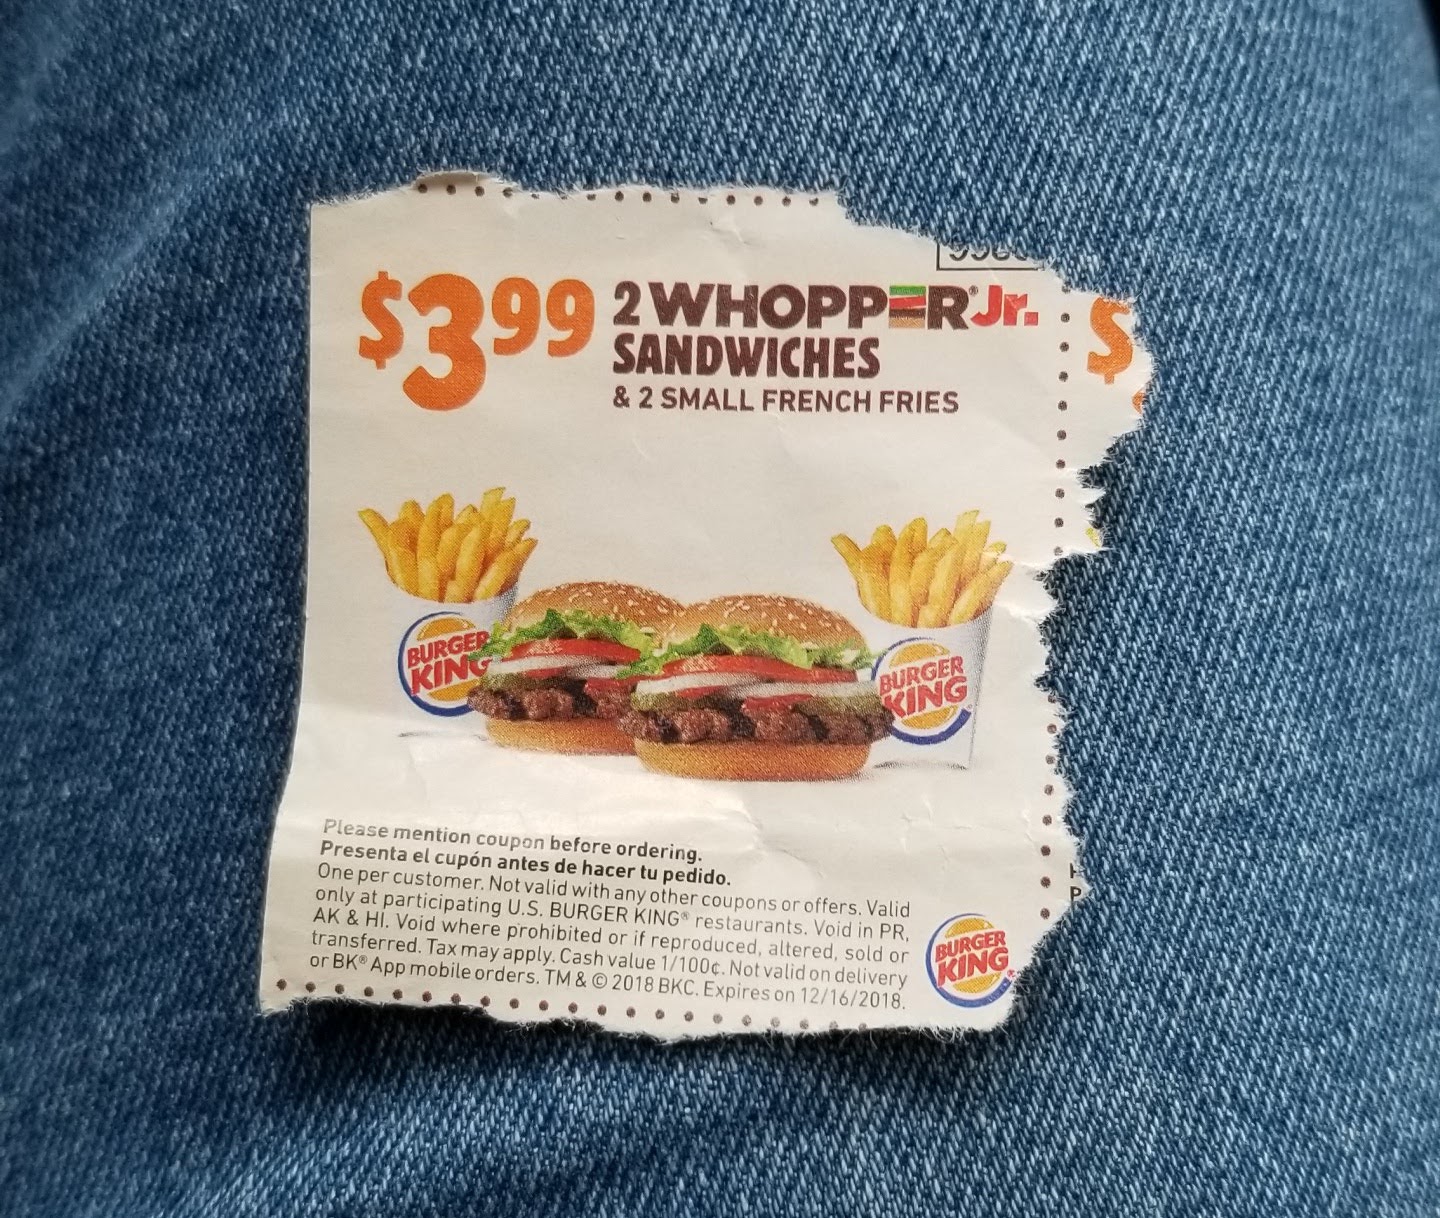 $3.99 2 WHOPPER® Jr.
SANDWICHES
& 2 SMALL FRENCH FRIES
$
BURGER
KING
BURGER
KING®
Please mention coupon before ordering.
Presenta el cupón antes de hacer tu pedido.
One per customer. Not valid with any other coupons or offers. Valid
only at participating U.S. BURGER KING® restaurants. Void in PR,
AK & HI. Void where prohibited or if reproduced, altered, sold or
transferred. Tax may apply. Cash value 1/100¢. Not valid on delivery
or BK® App mobile orders. TM & © 2018 BKC. Expires on 12/16/2018.
BURGER
KING®